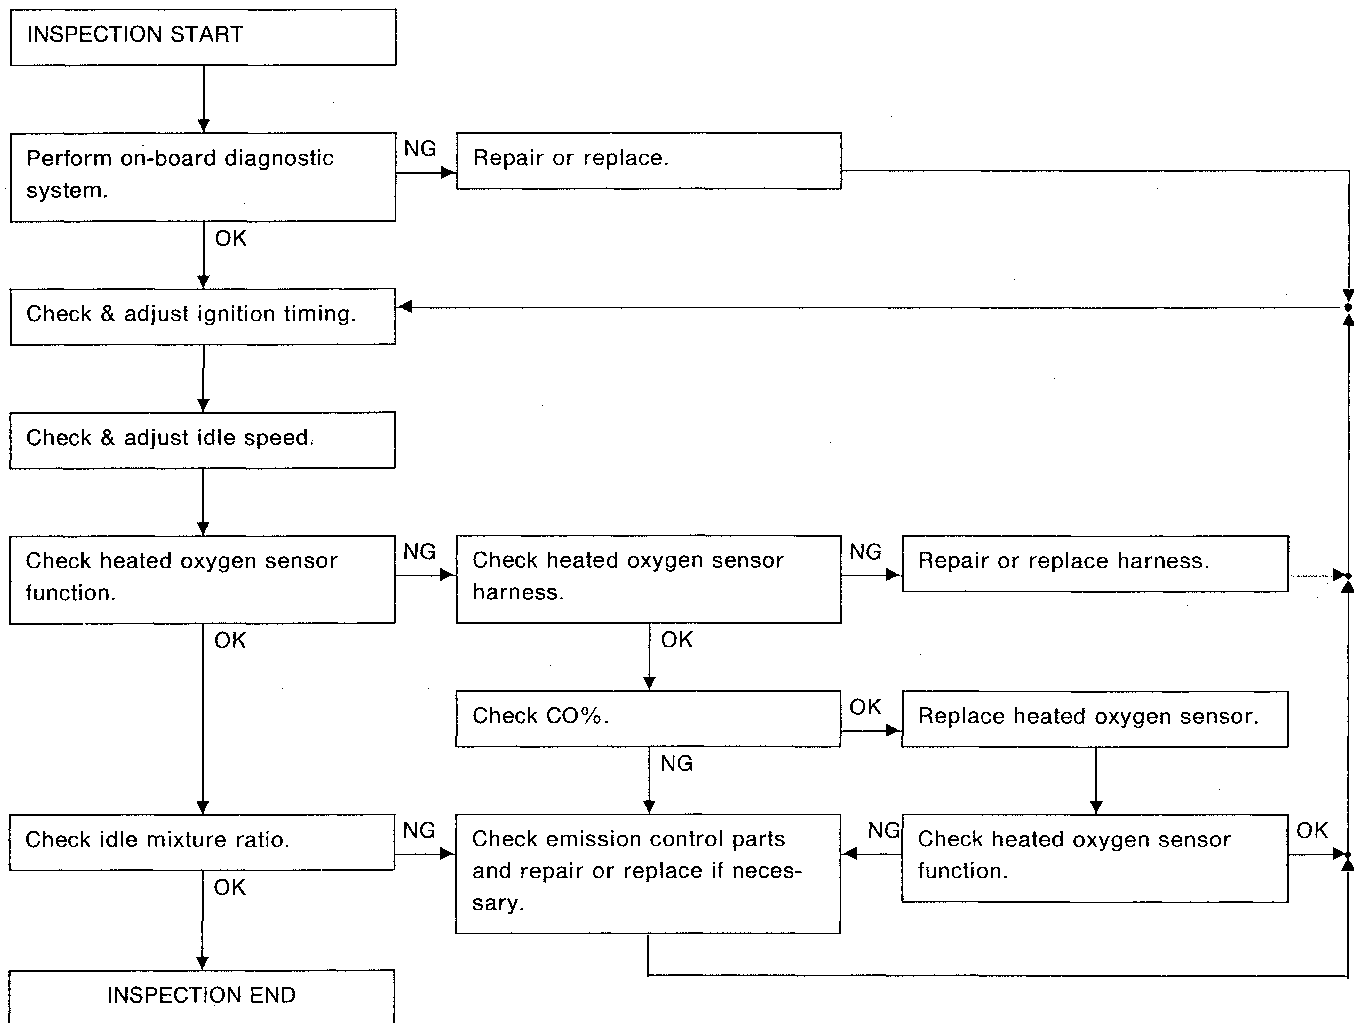 INSPECTION START
Perform on-board diagnostic
system.
NG
Repair or replace.
OK
Check & adjust ignition timing.
Check & adjust idle speed.
Check heated oxygen sensor
function.
NG
Check heated oxygen sensor
harness.
NG
Repair or replace harness.
OK
OK
Check CO%.
OK
Replace heated oxygen sensor.
NG
Check idle mixture ratio.
NG
Check emission control parts
and repair or replace if neces-
sary.
NG
Check heated oxygen sensor
function.
OK
OK
INSPECTION END